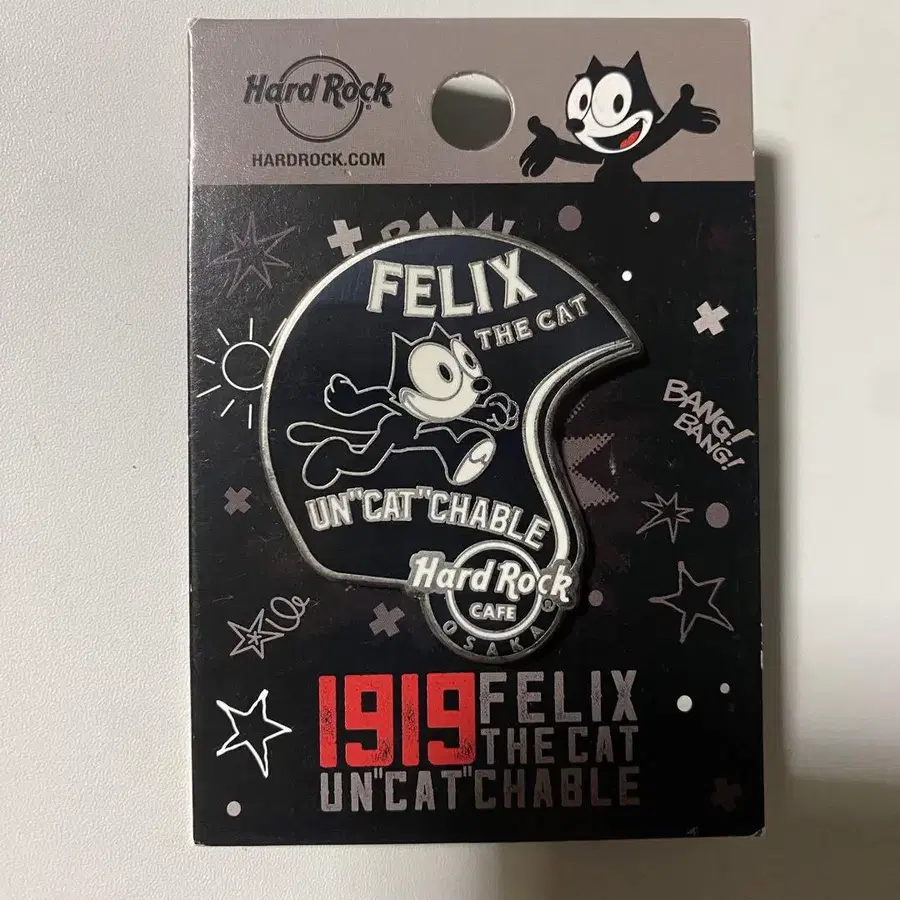 Hard Rock
HARDROCK.COM
BAM!
FELIX
THE CAT
UN"CAT"CHABLE
BANG!
BANG!
Hard Rock
CAFE
®
OSAKA
1919 FELIX
THE CAT
UN"CAT"CHABLE